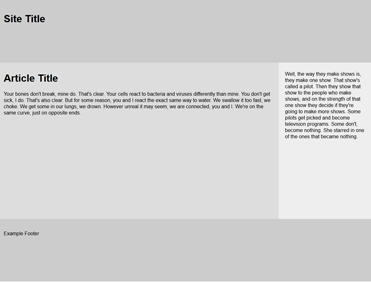 Site Title
Article Title
Your bones don't break, mine do. That's clear. Your cells react to bacteria and viruses differently than mine. You don't get
sick, I do. That's also clear. But for some reason, you and I react the exact same way to water. We swallow it too fast, we
choke. We get some in our lungs, we drown. However unreal it may seem, we are connected, you and I. We're on the
same curve, just on opposite ends.
Well, the way they make shows is,
they make one show. That show's
called a pilot. Then they show that
show to the people who make
shows, and on the strength of that
one show they decide if they're
going to make more shows. Some
pilots get picked and become
television programs. Some don't,
become nothing. She starred in one
of the ones that became nothing.
Example Footer